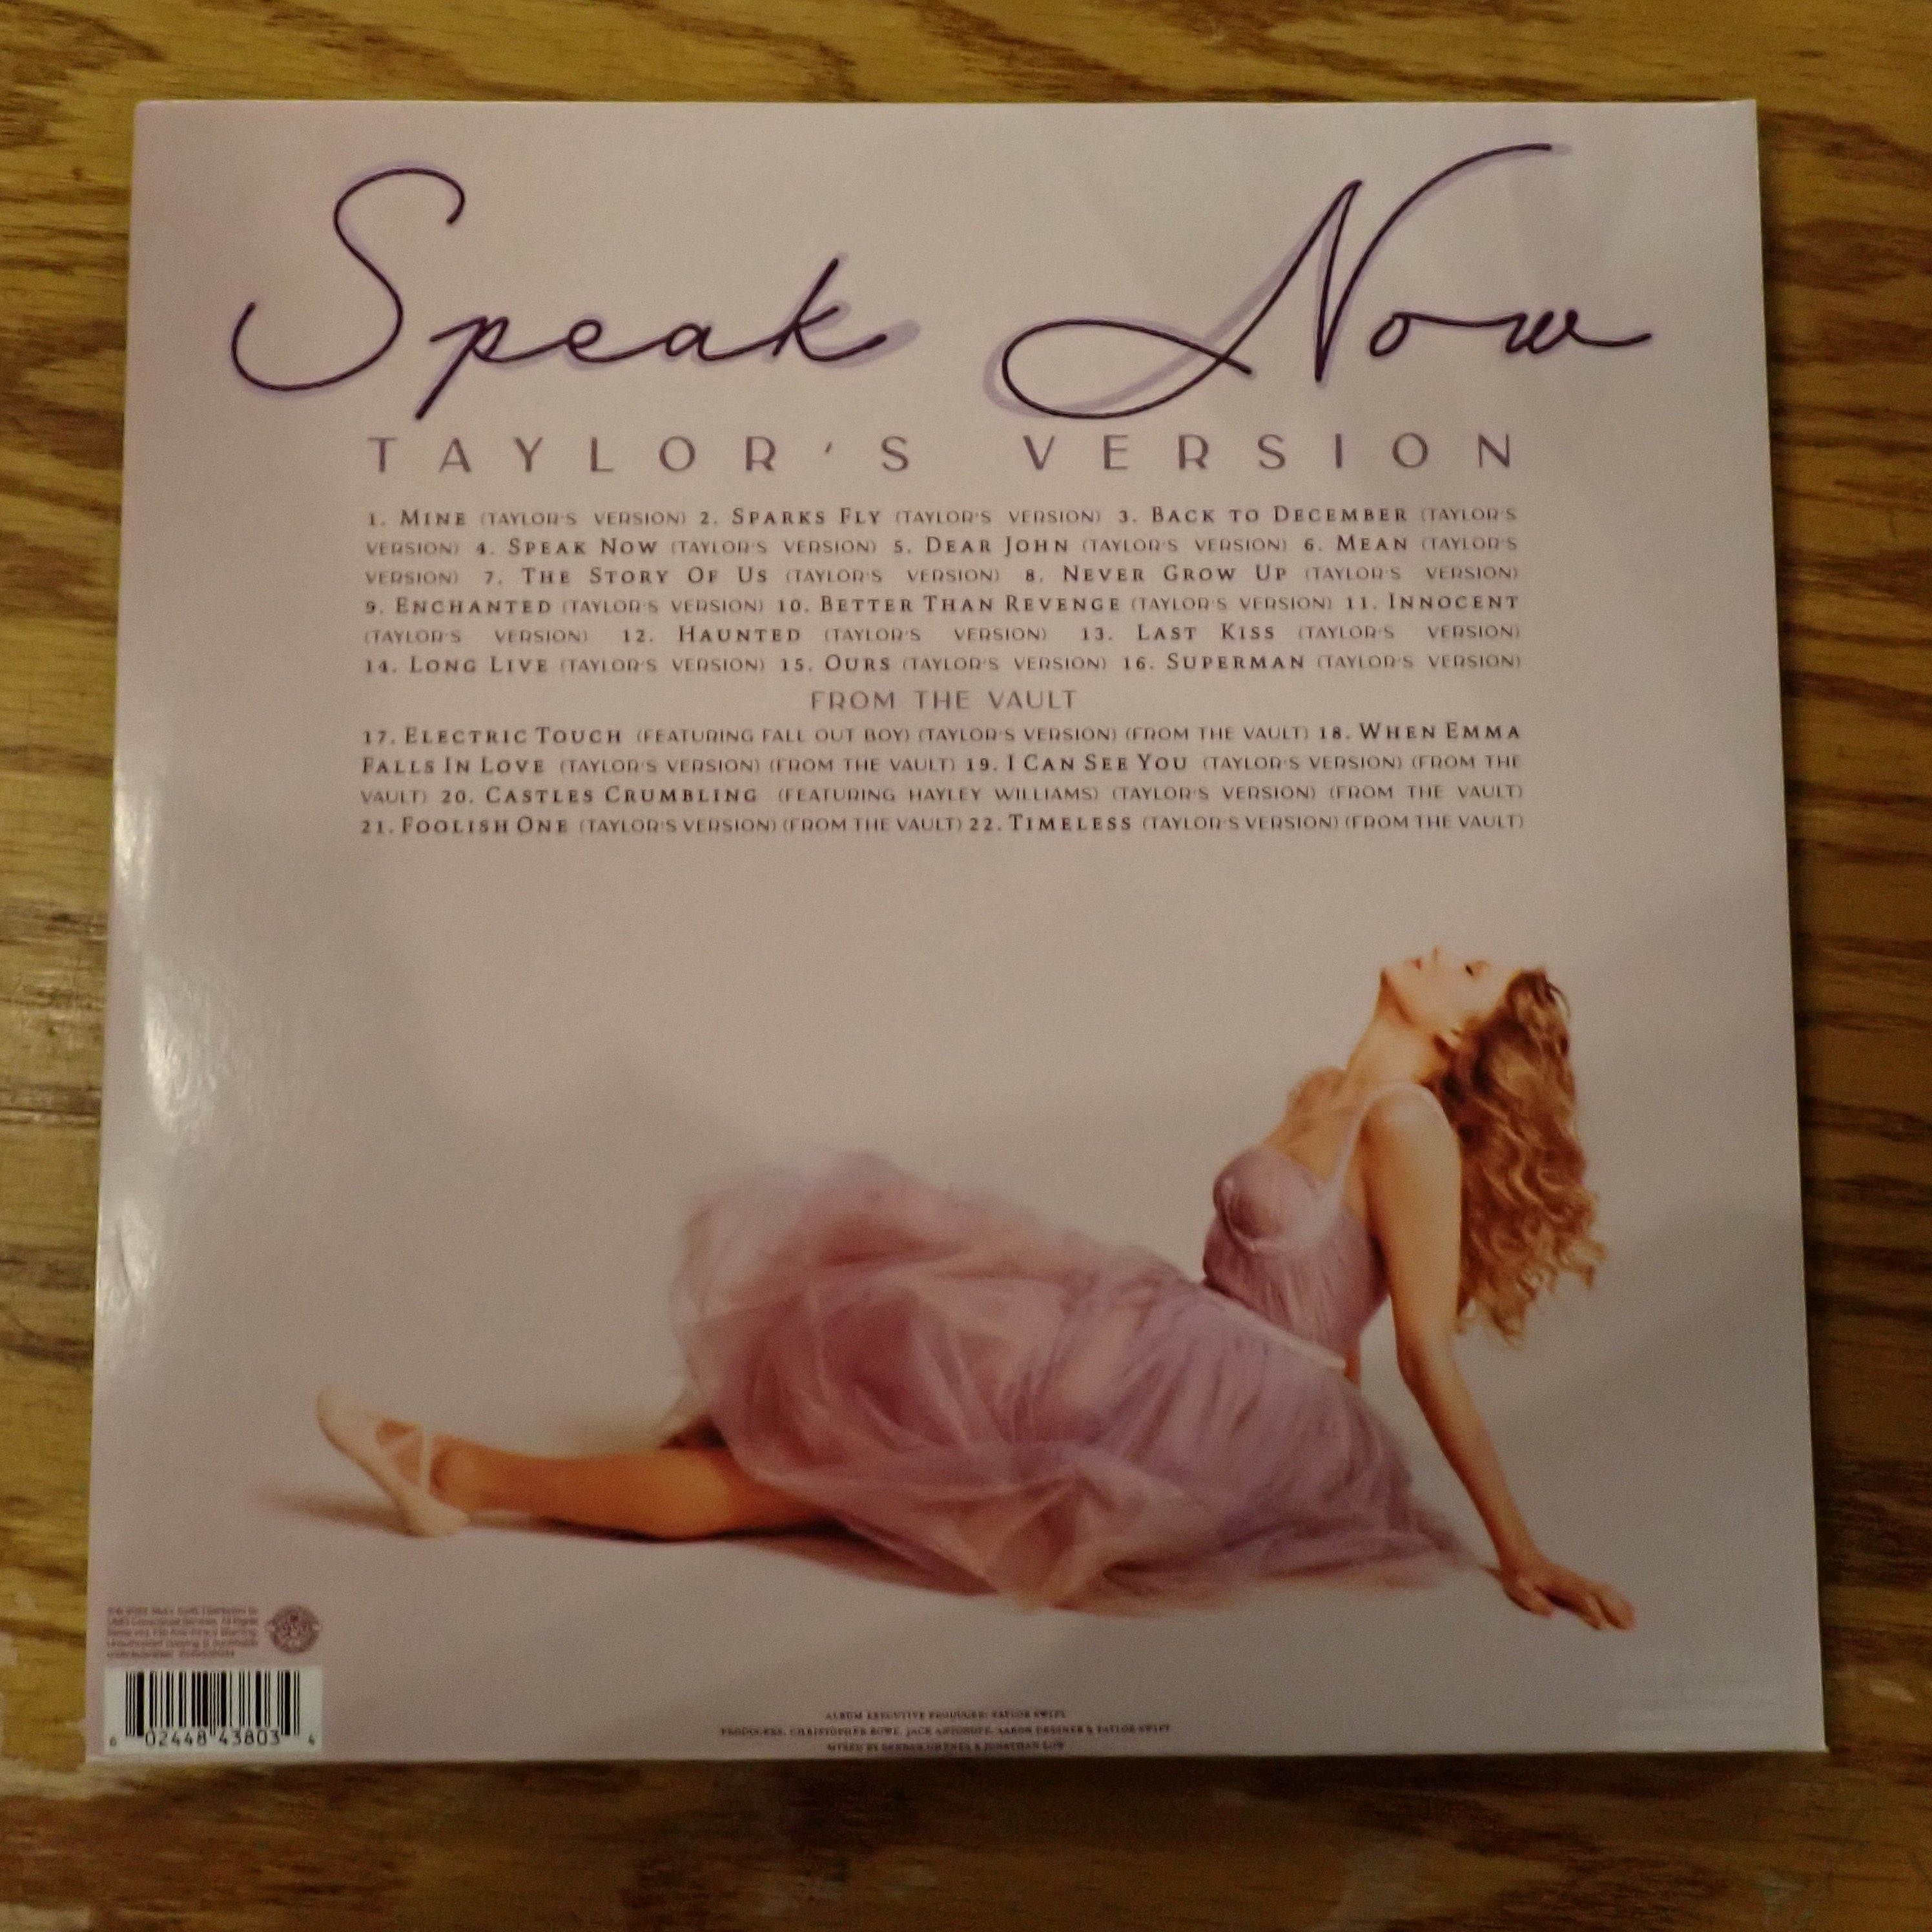 Speak Now
TAYLOR'S VERSION
1. MINE (TAYLOR'S VERSION) 2. SPARKS FLY (TAYLOR'S VERSION) 3. BACK TO DECEMBER (TAYLOR'S
VERSION) 4. SPEAK NOW (TAYLOR'S VERSION) 5. DEAR JOHN (TAYLOR'S VERSION) 6. MEAN (TAYLOR'S
VERSION) 7. THE STORY OF US (TAYLOR'S VERSION) 8. NEVER GROW UP (TAYLOR'S VERSION)
9. ENCHANTED (TAYLOR'S VERSION) 10. BETTER THAN REVENGE (TAYLOR'S VERSION) 11. INNOCENT
(TAYLOR'S VERSION) 12. HAUNTED (TAYLOR'S VERSION) 13. LAST KISS (TAYLOR'S VERSION)
14. LONG LIVE (TAYLOR'S VERSION) 15. OURS (TAYLOR'S VERSION) 16. SUPERMAN (TAYLOR'S VERSION)
FROM THE VAULT
17. ELECTRIC TOUCH (FEATURING FALL OUT BOY) (TAYLOR'S VERSION) (FROM THE VAULT) 18. WHEN EMMA
FALLS IN LOVE (TAYLOR'S VERSION) (FROM THE VAULT) 19. I CAN SEE YOU (TAYLOR'S VERSION) (FROM THE
VAULT) 20. CASTLES CRUMBLING (FEATURING HAYLEY WILLIAMS) (TAYLOR'S VERSION) (FROM THE VAULT)
21. FOOLISH ONE (TAYLOR'S VERSION) (FROM THE VAULT) 22. TIMELESS (TAYLOR'S VERSION) (FROM THE VAULT)
6 02448 43803 4
ALBUM EXECUTIVE PRODUCER: TAYLOR SWIFT
PRODUCERS: CHRISTOPHER ROWE, JACK ANTONOFF, AARON DESSNER & TAYLOR SWIFT
MIXED BY SERBAN GHENEA & JONATHAN LOW